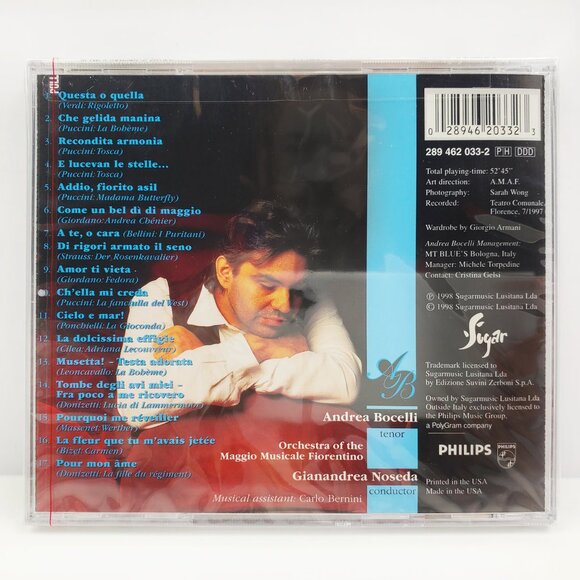 PULL
1. Questa o quella
(Verdi: Rigoletto)
2. Che gelida manina
(Puccini: La Bohème)
3. Recondita armonia
(Puccini: Tosca)
4. E lucevan le stelle...
(Puccini: Tosca)
5. Addio, fiorito asil
(Puccini: Madama Butterfly)
6. Come un bel dì di maggio
(Giordano: Andrea Chénier)
7. A te, o cara (Bellini: I Puritani)
8. Di rigori armato il seno
(Strauss: Der Rosenkavalier)
9. Amor ti vieta
(Giordano: Fedora)
10. Ch'ella mi creda
(Puccini: La fanciulla del West)
11. Cielo e mar!
(Ponchielli: La Gioconda)
12. La dolcissima effigie
(Cilea: Adriana Lecouvreur)
13. Musetta! - Testa adorata
(Leoncavallo: La Bohème)
14. Tombe degli avi miei -
Fra poco a me ricovero
(Donizetti: Lucia di Lammermoor)
15. Pourquoi me réveiller
(Massenet: Werther)
16. La fleur que tu m'avais jetée
(Bizet: Carmen)
17. Pour mon âme
(Donizetti: La fille du régiment)
AB
Andrea Bocelli
tenor
Orchestra of the
Maggio Musicale Fiorentino
Gianandrea Noseda
conductor
Musical assistant: Carlo Bernini
0 28946 20332 3
289 462 033-2 PH DDD
Total playing-time: 52'45"
Art direction: A.M.A.F.
Photography: Sarah Wong
Recorded: Teatro Comunale,
Florence, 7/1997
Wardrobe by Giorgio Armani
Andrea Bocelli Management:
MT BLUE'S Bologna, Italy
Manager: Michele Torpedine
Contact: Cristina Gelsi
℗ 1998 Sugarmusic Lusitana Lda
© 1998 Sugarmusic Lusitana Lda
Sugar
Trademark licensed to
Sugarmusic Lusitana Lda
by Edizione Suvini Zerboni S.p.A.
Owned by Sugarmusic Lusitana Lda
Outside Italy exclusively licensed to
the Philips Music Group,
a PolyGram company
PHILIPS
PHILIPS
Printed in the USA
Made in the USA